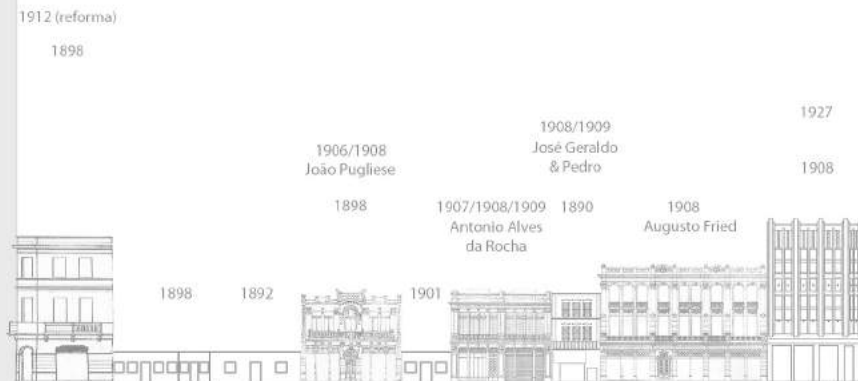 1912 (reforma)
1898
1898
1892
1906/1908
João Pugliese
1898
1901
1907/1908/1909
Antonio Alves
da Rocha
1908/1909
José Geraldo
& Pedro
1890
1908
Augusto Fried
1927
1908